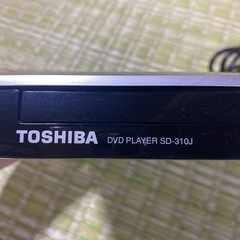 TOSHIBA DVD PLAYER SD-310J